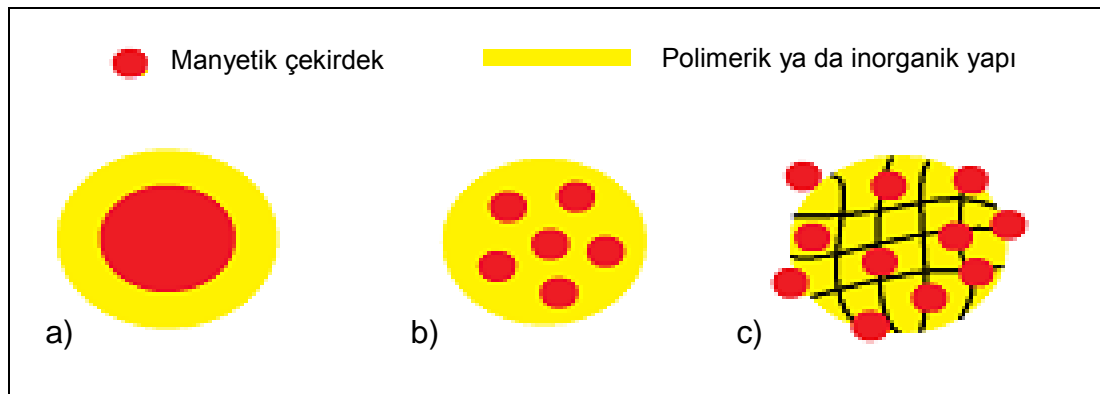 Manyetik çekirdek
Polimerik ya da inorganik yapı
a)
b)
c)